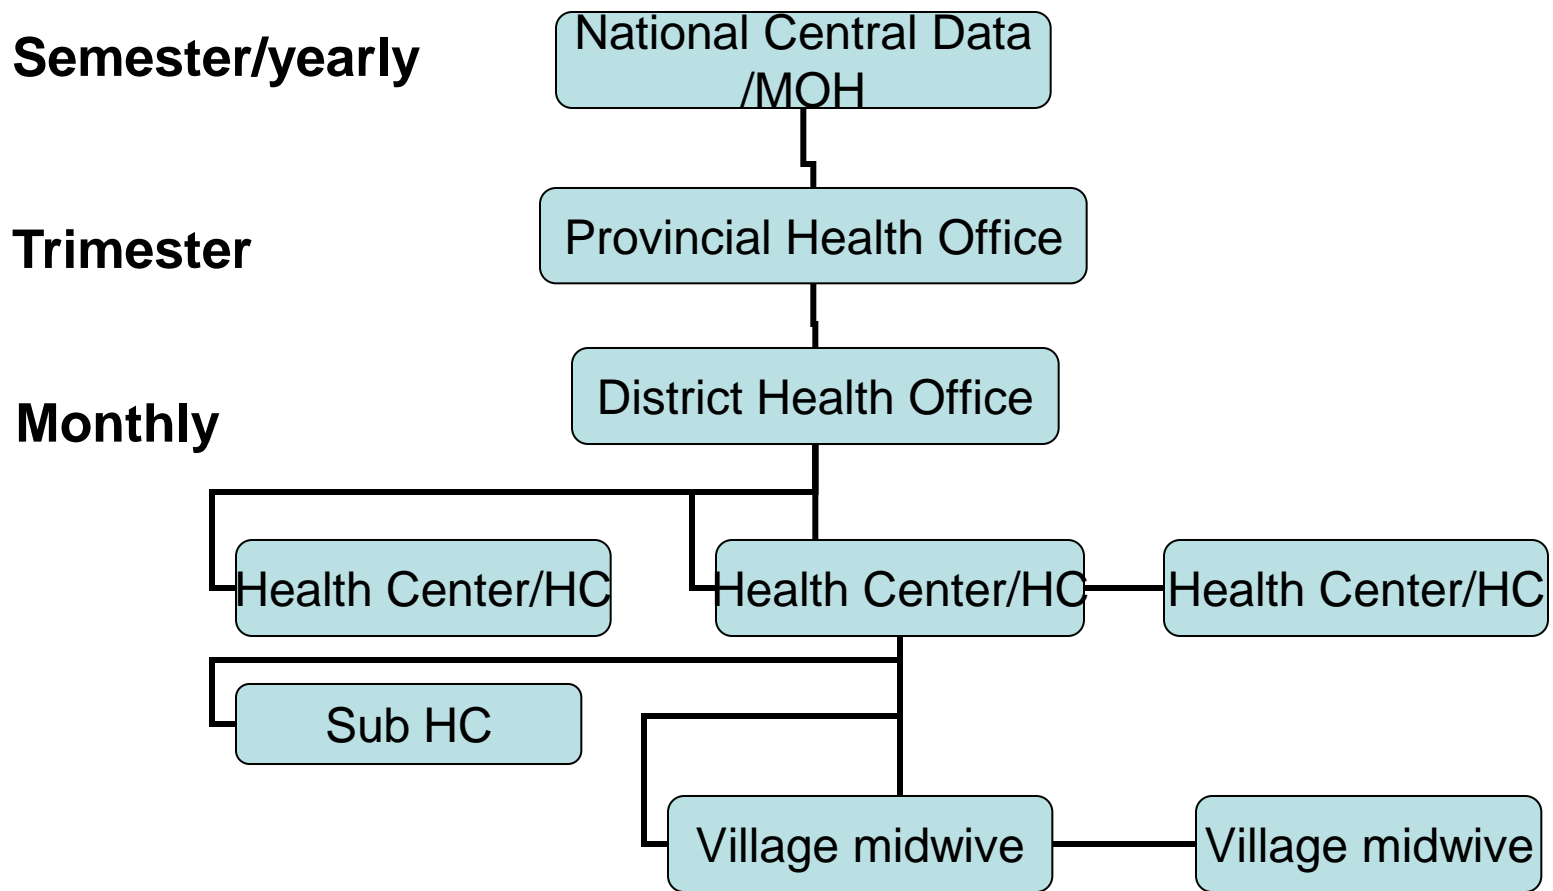 Semester/yearly
National Central Data
/MOH
Trimester
Provincial Health Office
District Health Office
Monthly
Health Center/HC
Health Center/HC
Health Center/HC
Sub HC
Village midwive
Village midwive